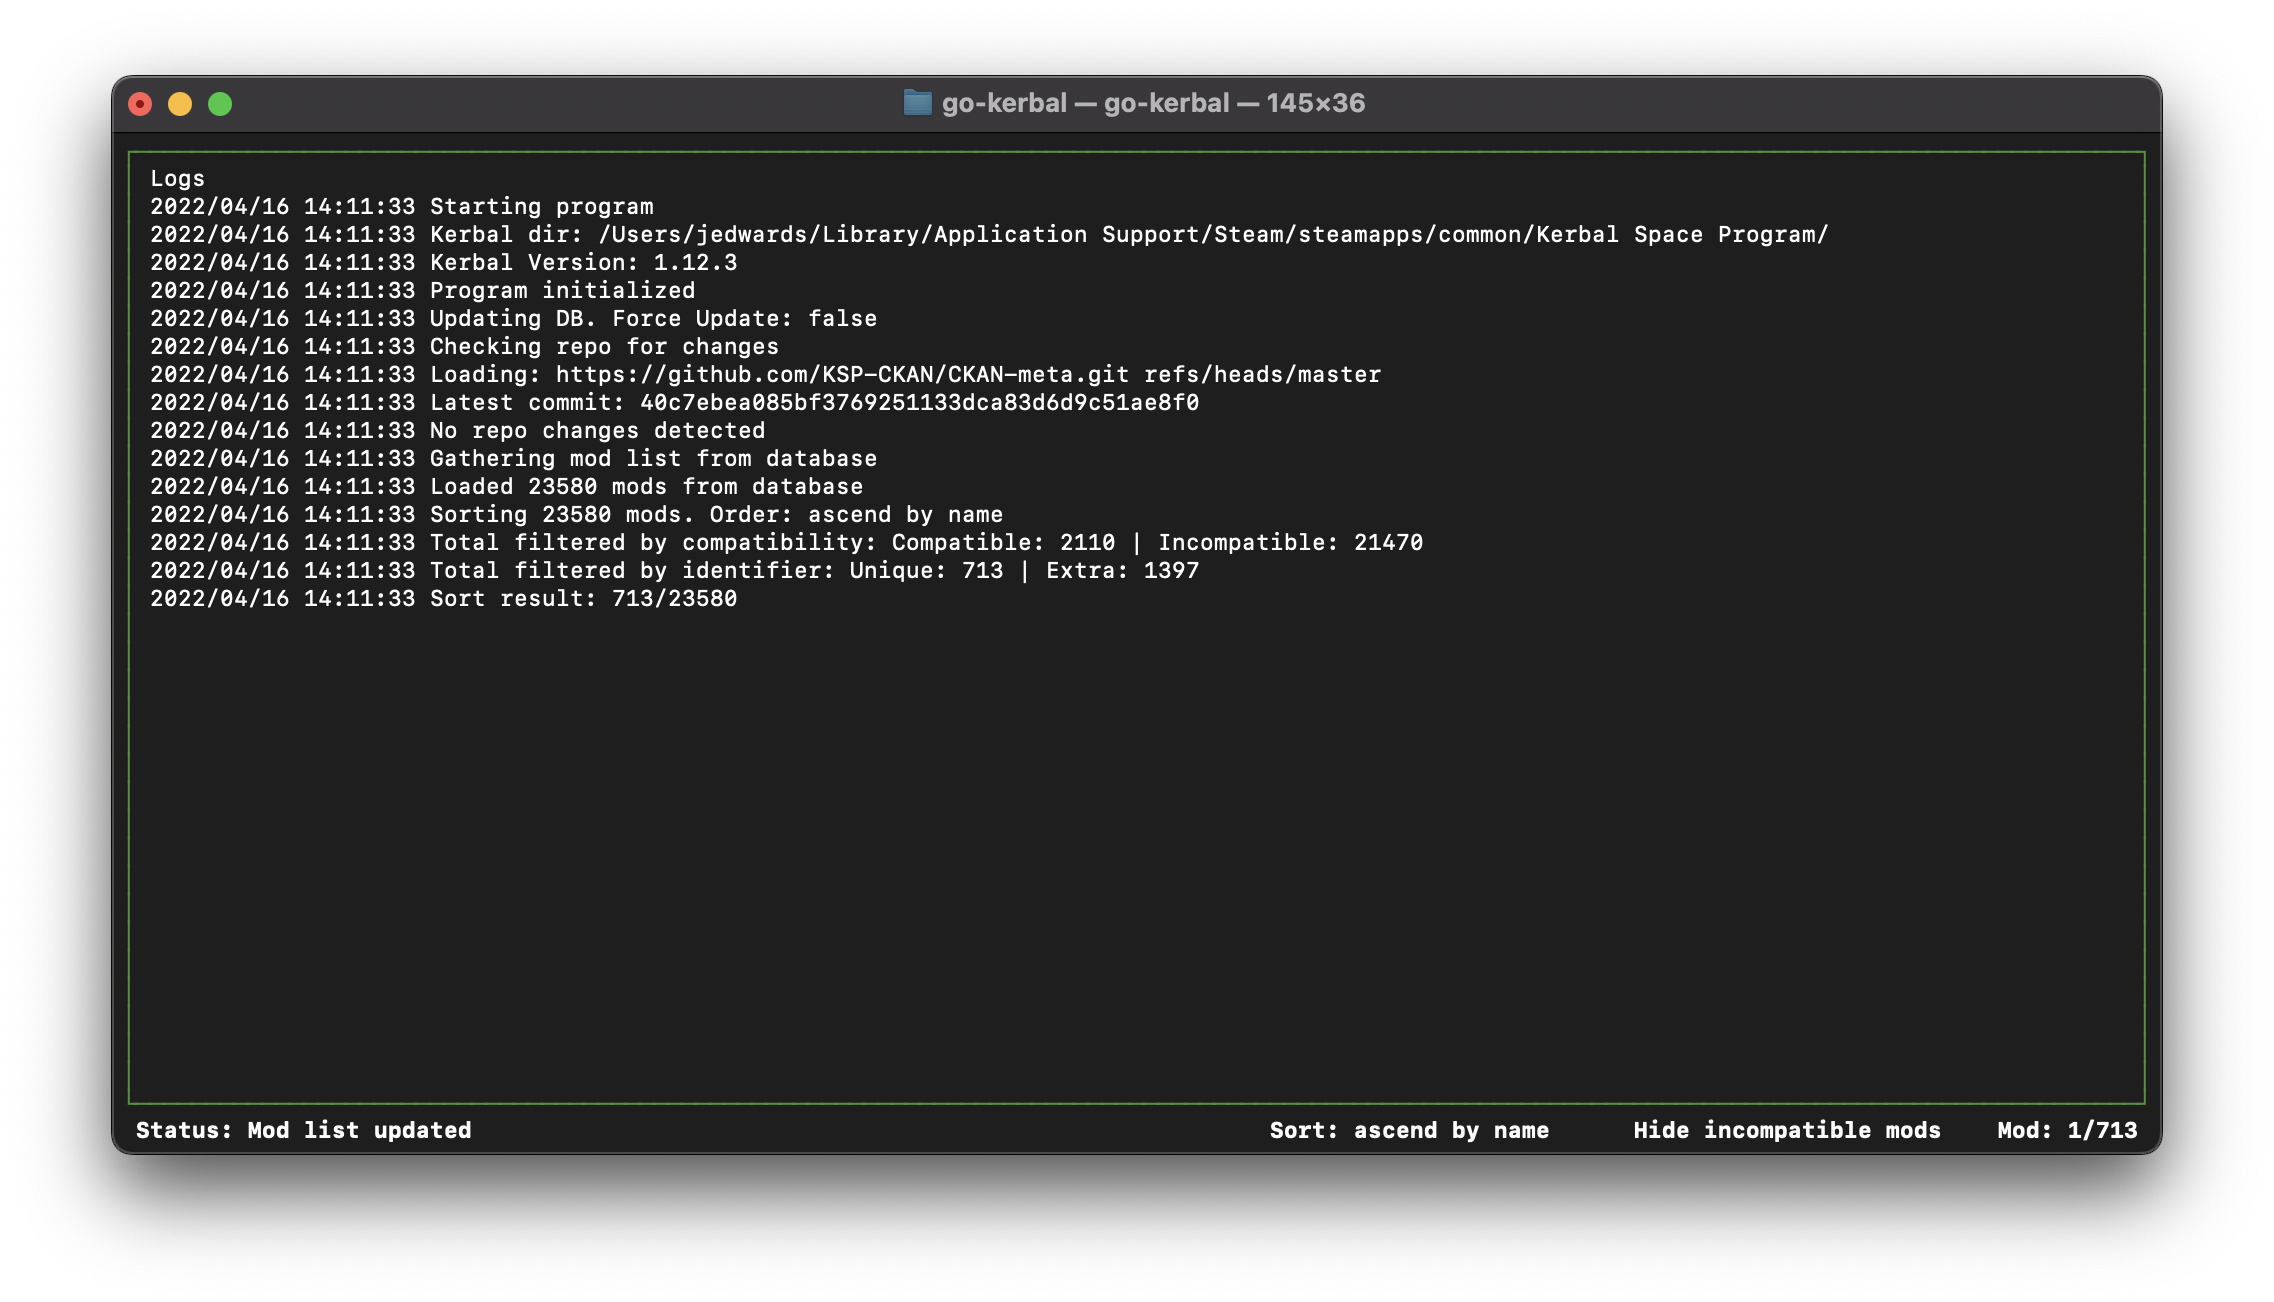 go-kerbal — go-kerbal — 145×36
Logs
2022/04/16 14:11:33 Starting program
2022/04/16 14:11:33 Kerbal dir: /Users/jedwards/Library/Application Support/Steam/steamapps/common/Kerbal Space Program/
2022/04/16 14:11:33 Kerbal Version: 1.12.3
2022/04/16 14:11:33 Program initialized
2022/04/16 14:11:33 Updating DB. Force Update: false
2022/04/16 14:11:33 Checking repo for changes
2022/04/16 14:11:33 Loading: https://github.com/KSP-CKAN/CKAN-meta.git refs/heads/master
2022/04/16 14:11:33 Latest commit: 40c7ebea085bf3769251133dca83d6d9c51ae8f0
2022/04/16 14:11:33 No repo changes detected
2022/04/16 14:11:33 Gathering mod list from database
2022/04/16 14:11:33 Loaded 23580 mods from database
2022/04/16 14:11:33 Sorting 23580 mods. Order: ascend by name
2022/04/16 14:11:33 Total filtered by compatibility: Compatible: 2110 | Incompatible: 21470
2022/04/16 14:11:33 Total filtered by identifier: Unique: 713 | Extra: 1397
2022/04/16 14:11:33 Sort result: 713/23580
Status: Mod list updated Sort: ascend by name Hide incompatible mods Mod: 1/713